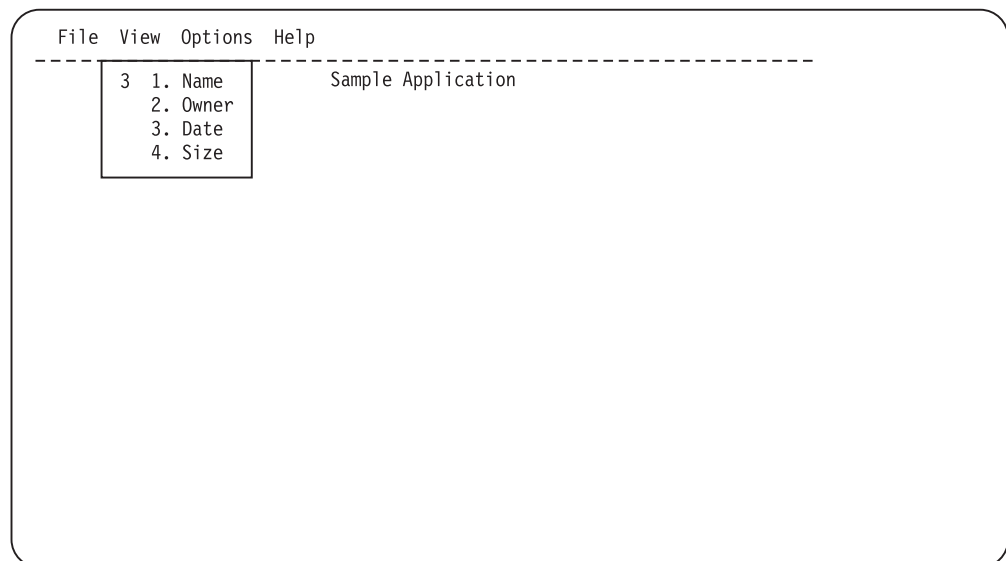 File View Options Help
3 1. Name Sample Application
2. Owner
3. Date
4. Size